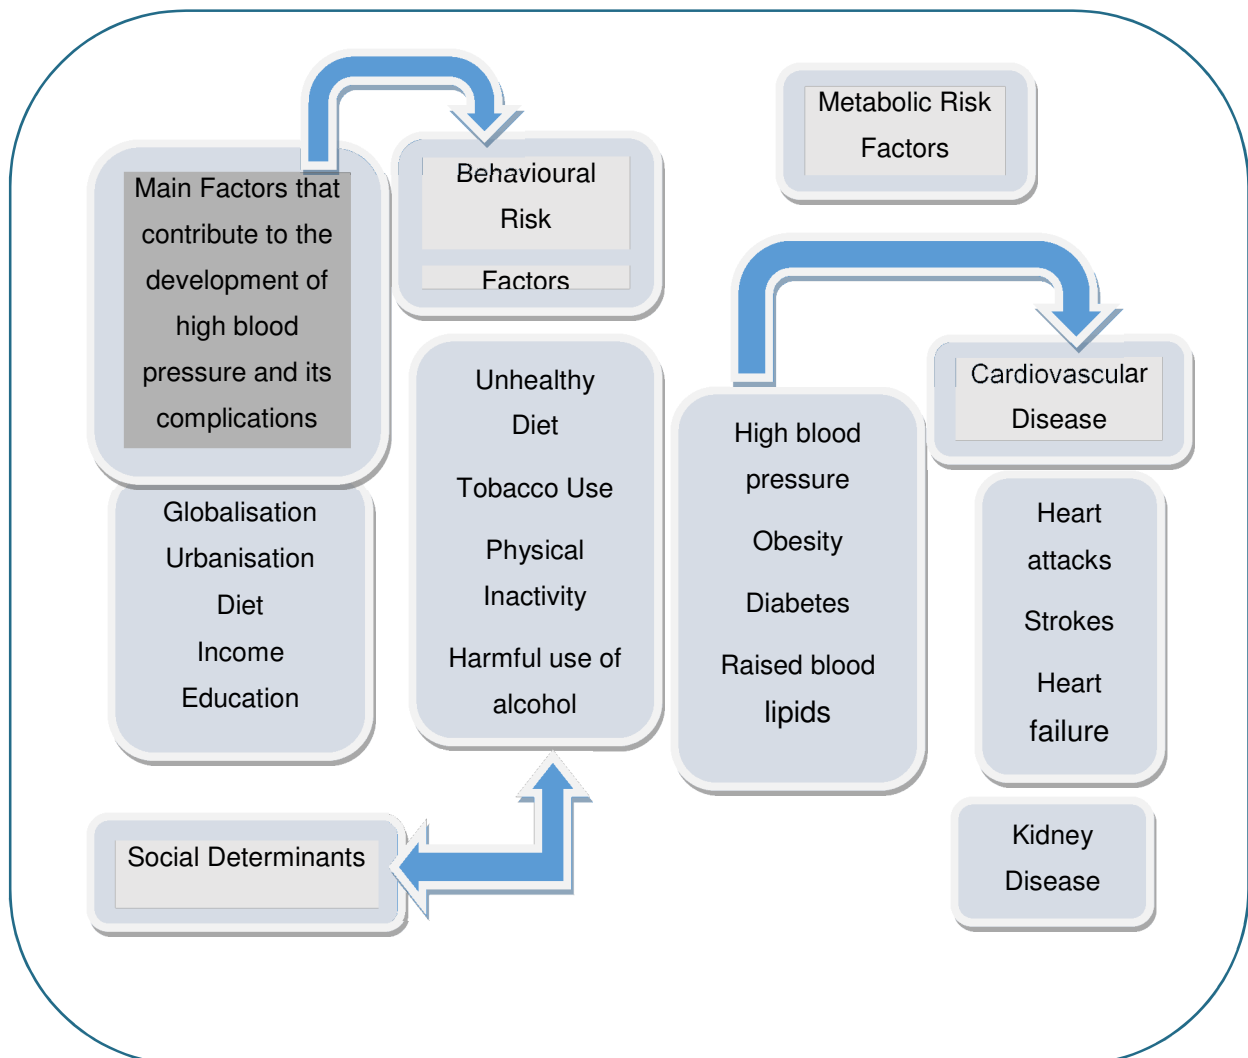 Main Factors that
contribute to the
development of
high blood
pressure and its
complications
Globalisation
Urbanisation
Diet
Income
Education
Social Determinants
Behavioural
Risk
Factors
Unhealthy
Diet
Tobacco Use
Physical
Inactivity
Harmful use of
alcohol
Metabolic Risk
Factors
High blood
pressure
Obesity
Diabetes
Raised blood
lipids
Cardiovascular
Disease
Heart
attacks
Strokes
Heart
failure
Kidney
Disease